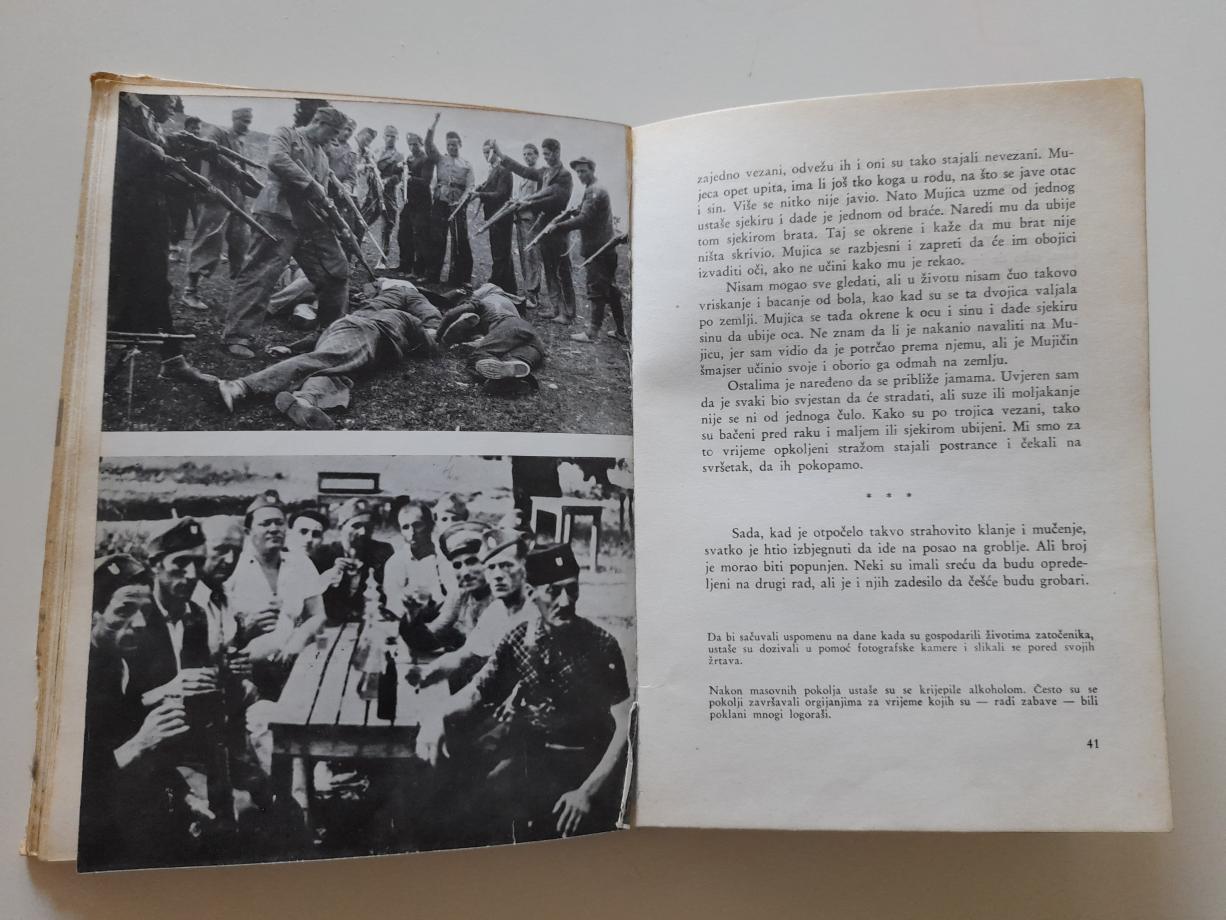 zajedno vezani, odvežu ih i oni su tako stajali nevezani. Mu-
jeca opet upita, ima li još tko koga u rodu, na što se jave otac
i sin. Više se nitko nije javio. Nato Mujica uzme od jednog
ustaše sjekiru i dade je jednom od braće. Naredi mu da ubije
tom sjekirom brata. Taj se okrene i kaže da mu brat nije
ništa skrivio. Mujica se razbjesni i zapreti da će im obojici
izvaditi oči, ako ne učini kako mu je rekao.
Nisam mogao sve gledati, ali u životu nisam čuo takovo
vriskanje i bacanje od bola, kao kad su se ta dvojica valjala
po zemlji. Mujica se tada okrene k ocu i sinu i dade sjekiru
sinu da ubije oca. Ne znam da li je nakanio navaliti na Mu-
jicu, jer sam vidio da je potrčao prema njemu, ali je Mujičin
šmajser učinio svoje i oborio ga odmah na zemlju.
Ostalima je naređeno da se približe jamama. Uvjeren sam
da je svaki bio svjestan da će stradati, ali suze ili moljakanje
nije se ni od jednoga čulo. Kako su po trojica vezani, tako
su bačeni pred raku i maljem ili sjekirom ubijeni. Mi smo za
to vrijeme opkoljeni stražom stajali postrance i čekali na
svršetak, da ih pokopamo.
* * *
Sada, kad je otpočelo takvo strahovito klanje i mučenje,
svatko je htio izbjegnuti da ide na posao na groblje. Ali broj
je morao biti popunjen. Neki su imali sreću da budu oprede-
ljeni na drugi rad, ali je i njih zadesilo da češće budu grobari.
Da bi sačuvali uspomenu na dane kada su gospodarili životima zatočenika,
ustaše su dozivali u pomoć fotografske kamere i slikali se pored svojih
žrtava.
Nakon masovnih pokolja ustaše su se krijepile alkoholom. Često su se
pokolji završavali orgijanjima za vrijeme kojih su — radi zabave — bili
poklani mnogi logoraši.
41